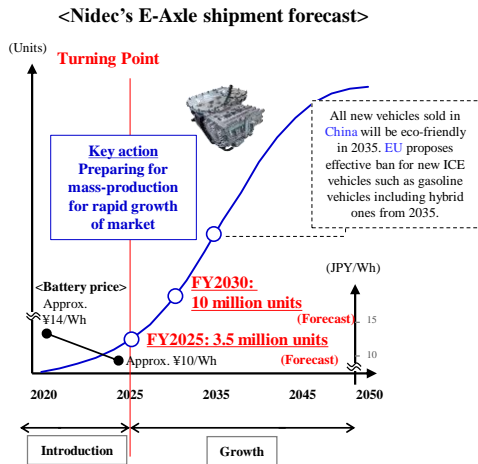 <Nidec's E-Axle shipment forecast>
(Units)
Turning Point
Key action
Preparing for
mass-production
for rapid growth
of market
All new vehicles sold in
China will be eco-friendly
in 2035. EU proposes
effective ban for new ICE
vehicles such as gasoline
vehicles including hybrid
ones from 2035.
(JPY/Wh)
<Battery price>
Approx.
¥14/Wh
FY2030:
10 million units
(Forecast)
15
FY2025: 3.5 million units
(Forecast)
Approx. ¥10/Wh
10
2020 2025 2035 2045 2050
Introduction Growth